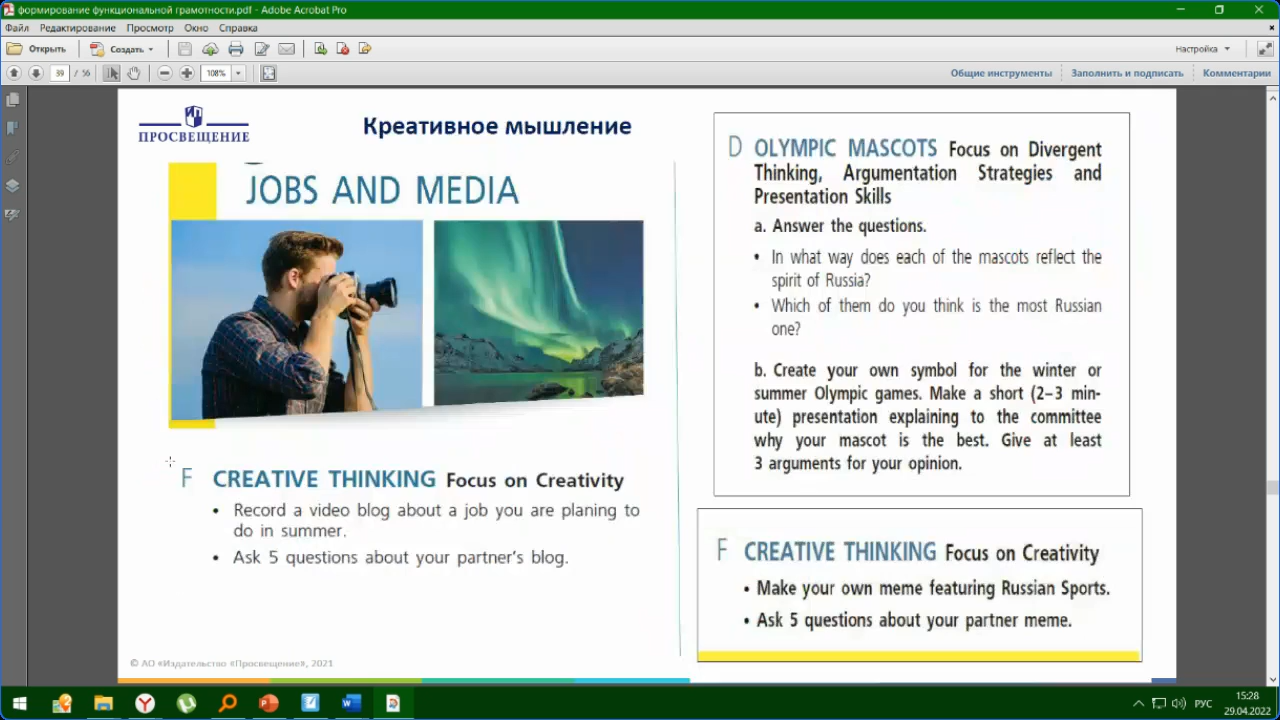 формирование функциональной грамотности.pdf - Adobe Acrobat Pro
Файл Редактирование Просмотр Окно Справка
Открыть Создать Настройка
39 / 56 108% Общие инструменты Заполнить и подписать Комментарии
ПРОСВЕЩЕНИЕ
Креативное мышление
JOBS AND MEDIA
F CREATIVE THINKING Focus on Creativity
• Record a video blog about a job you are planing to
do in summer.
• Ask 5 questions about your partner's blog.
D OLYMPIC MASCOTS Focus on Divergent
Thinking, Argumentation Strategies and
Presentation Skills
a. Answer the questions.
• In what way does each of the mascots reflect the
spirit of Russia?
• Which of them do you think is the most Russian
one?
b. Create your own symbol for the winter or
summer Olympic games. Make a short (2–3 min-
ute) presentation explaining to the committee
why your mascot is the best. Give at least
3 arguments for your opinion.
F CREATIVE THINKING Focus on Creativity
• Make your own meme featuring Russian Sports.
• Ask 5 questions about your partner meme.
© АО «Издательство «Просвещение», 2021
РУС
15:28
29.04.2022